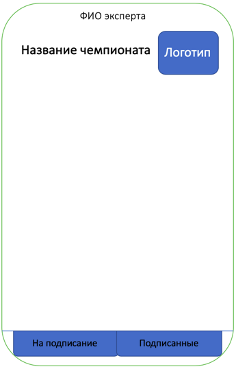 ФИО эксперта
Название чемпионата
Логотип
На подписание
Подписанные